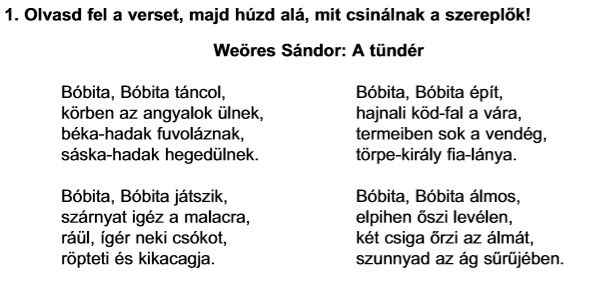 1. Olvasd fel a verset, majd húzd alá, mit csinálnak a szereplők!
Weöres Sándor: A tündér
Bóbita, Bóbita táncol,
körben az angyalok ülnek,
béka-hadak fuvoláznak,
sáska-hadak hegedülnek.
Bóbita, Bóbita játszik,
szárnyat igéz a malacra,
ráül, ígér neki csókot,
röpteti és kikacagja.
Bóbita, Bóbita épít,
hajnali köd-fal a vára,
termeiben sok a vendég,
törpe-király fia-lánya.
Bóbita, Bóbita álmos,
elpihen őszi levélen,
két csiga őrzi az álmát,
szunnyad az ág sűrűjében.